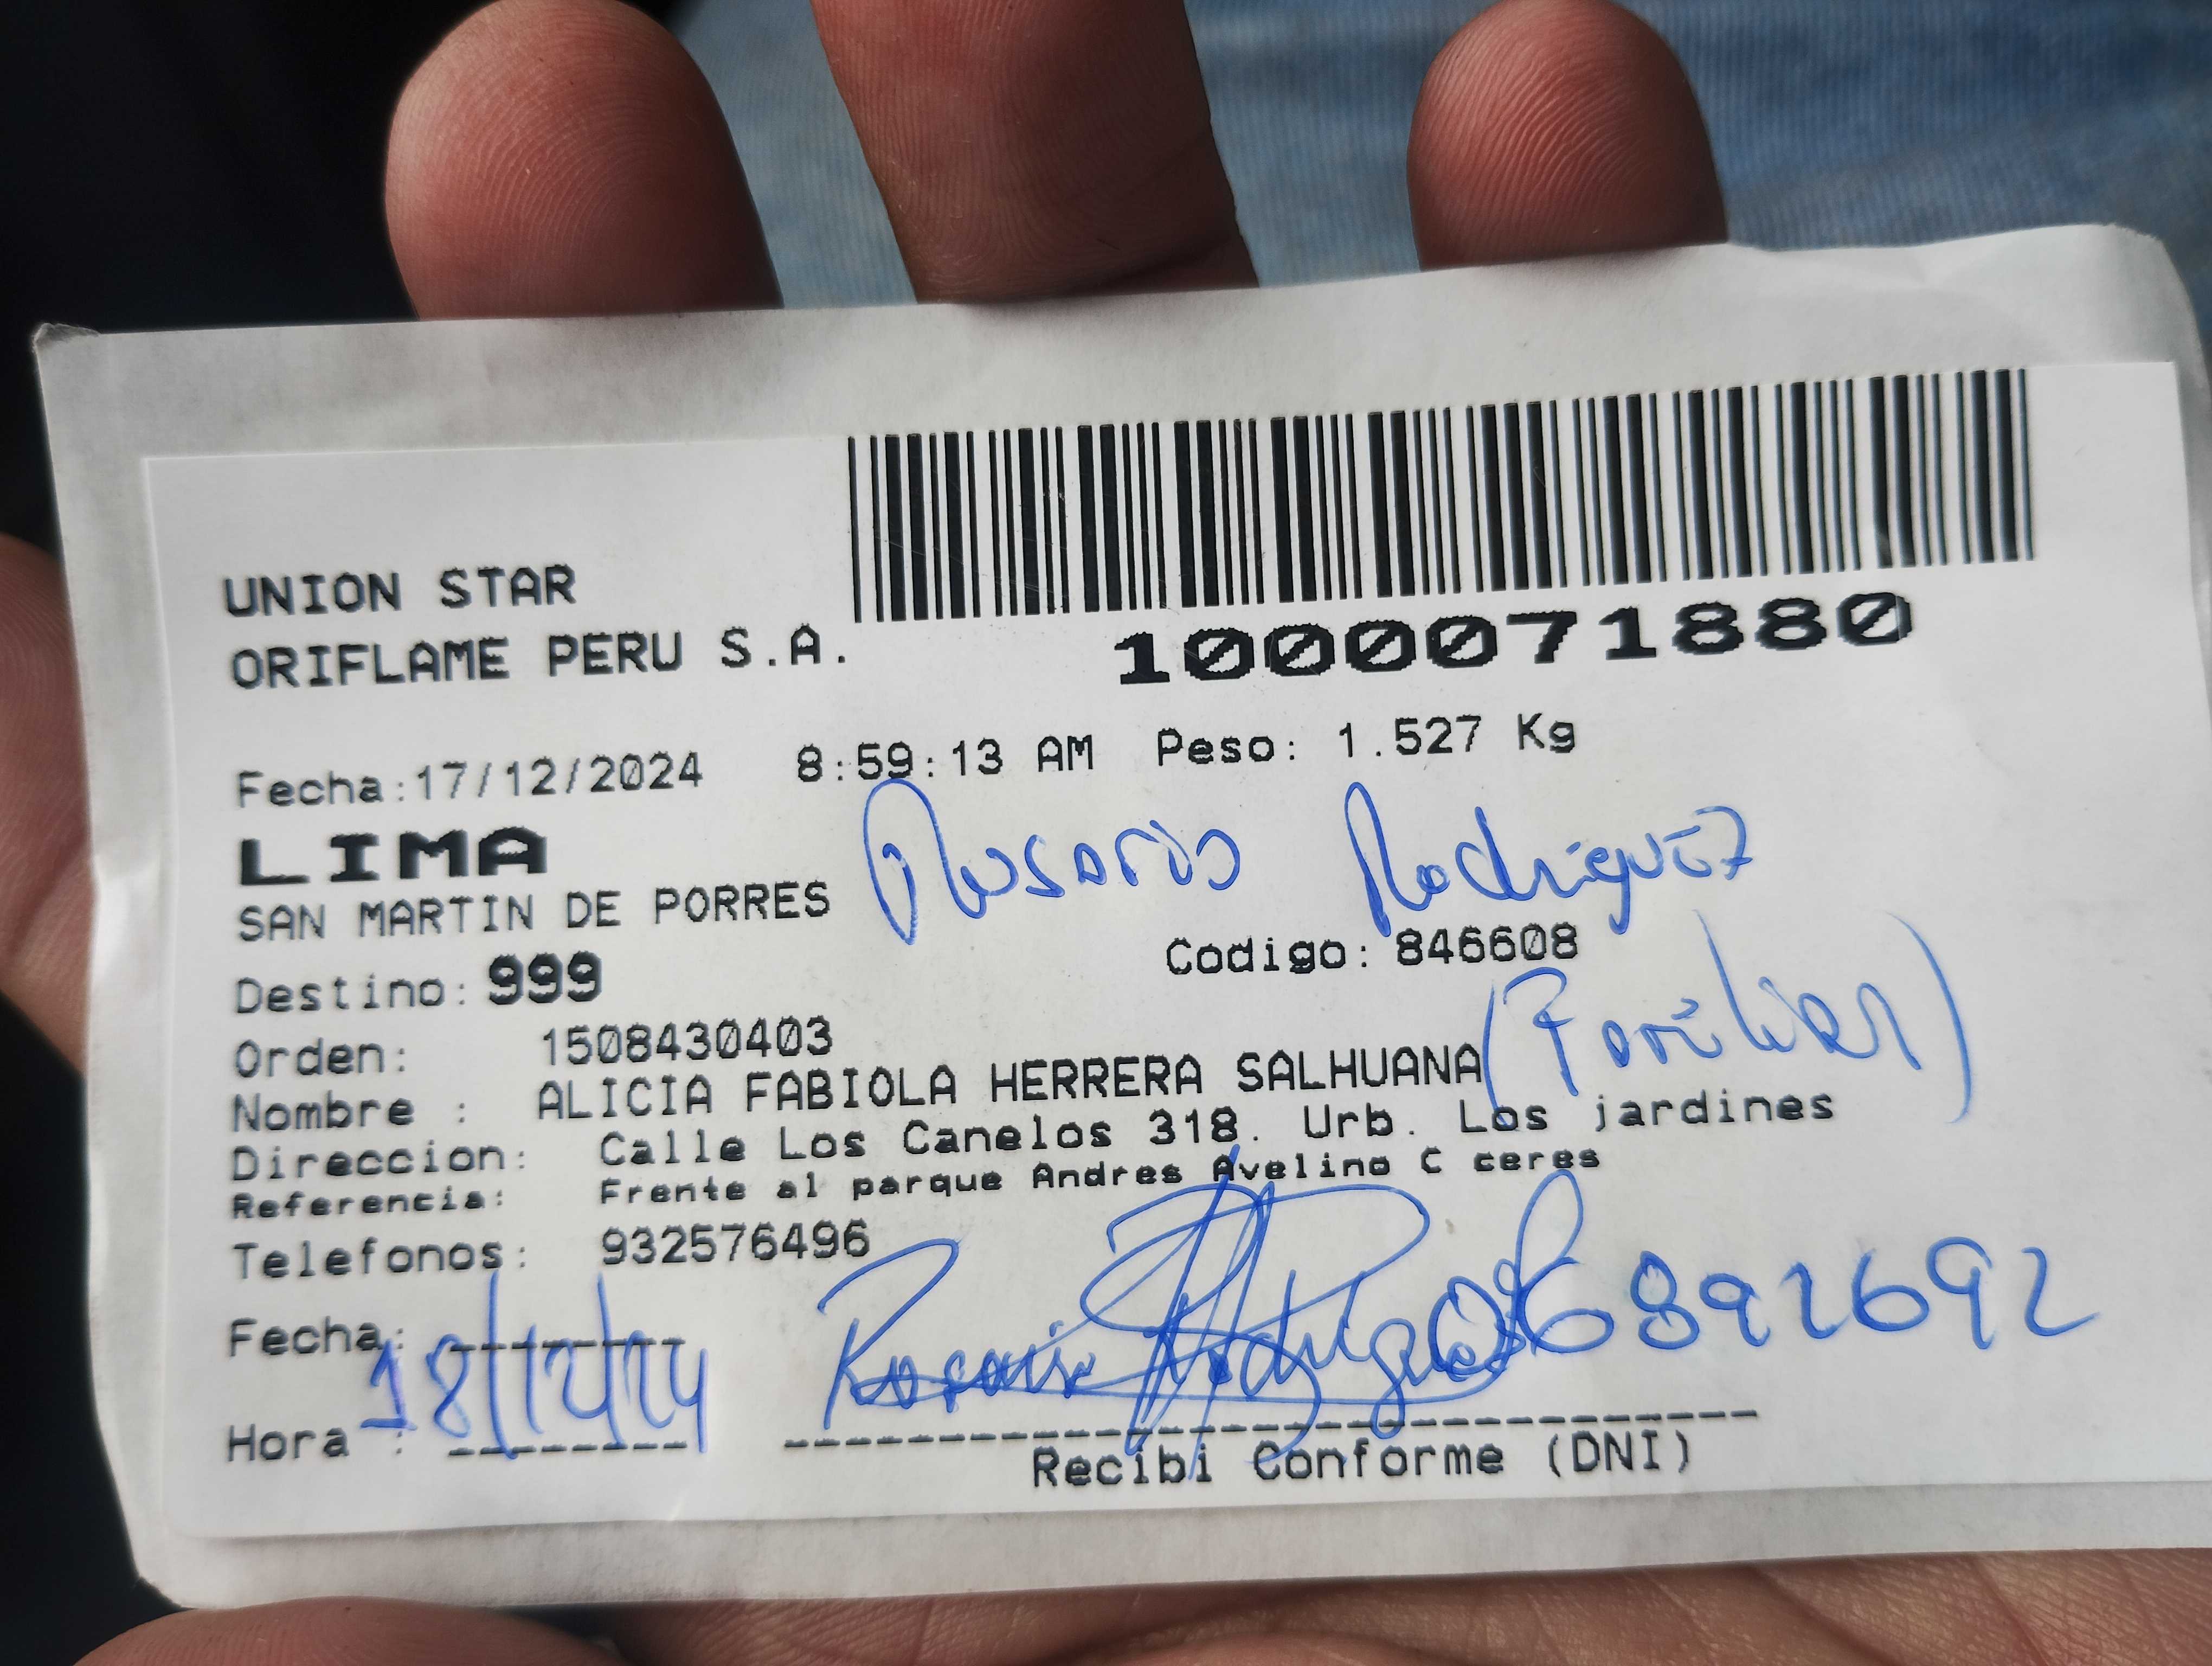 UNION STAR
ORIFLAME PERU S.A.
1000071880
Fecha:17/12/2024 8:59:13 AM Peso: 1.527 Kg
LIMA
Rosario Rodriguez
SAN MARTIN DE PORRES
Codigo: 846608
Destino: 999
(Familiar)
Orden: 1508430403
Nombre : ALICIA FABIOLA HERRERA SALHUANA
Direccion: Calle Los Canelos 318. Urb. Los jardines
Referencia: Frente al parque Andres Avelino C ceres
Telefonos: 932576496
Fecha:
18/12/24
Rosario Rodriguez
Hora :
Recibi Conforme (DNI)